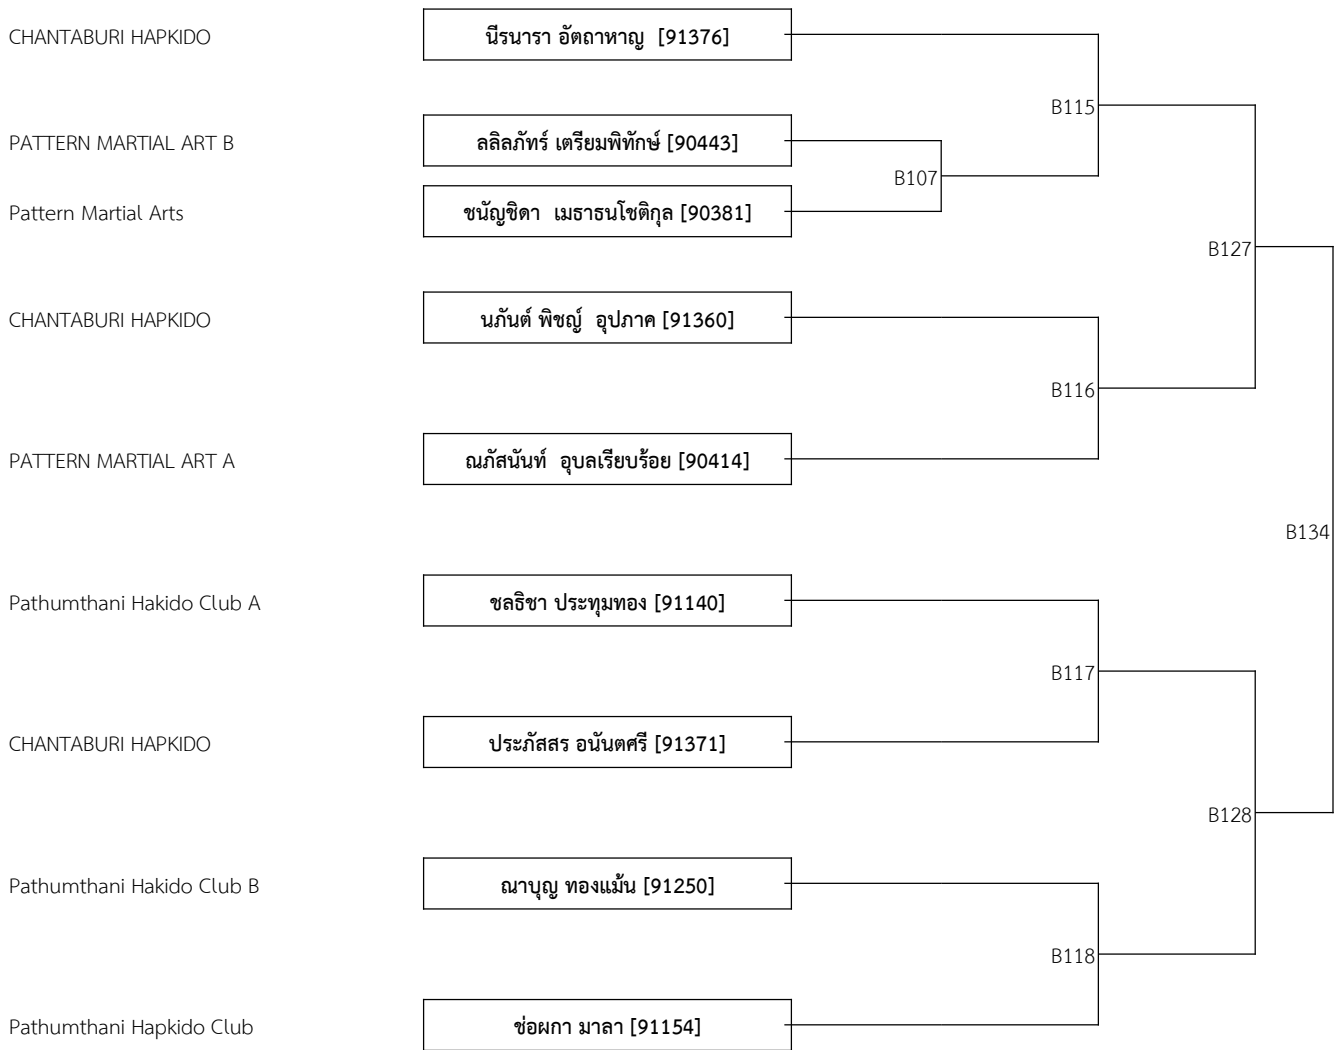 CHANTABURI HAPKIDO
นีรนารา อัตถาหาญ  [91376]
B115
PATTERN MARTIAL ART B
ลลิลภัทร์ เตรียมพิทักษ์ [90443]
B107
Pattern Martial Arts
ชนัญชิดา  เมธาธนโชติกุล [90381]
B127
CHANTABURI HAPKIDO
นภันต์ พิชญ์  อุปภาค [91360]
B116
PATTERN MARTIAL ART A
ณภัสนันท์  อุบลเรียบร้อย [90414]
B134
Pathumthani Hakido Club A
ชลธิชา ประทุมทอง [91140]
B117
CHANTABURI HAPKIDO
ประภัสสร อนันตศรี [91371]
B128
Pathumthani Hakido Club B
ณาบุญ ทองแม้น [91250]
B118
Pathumthani Hapkido Club
ช่อผกา มาลา [91154]